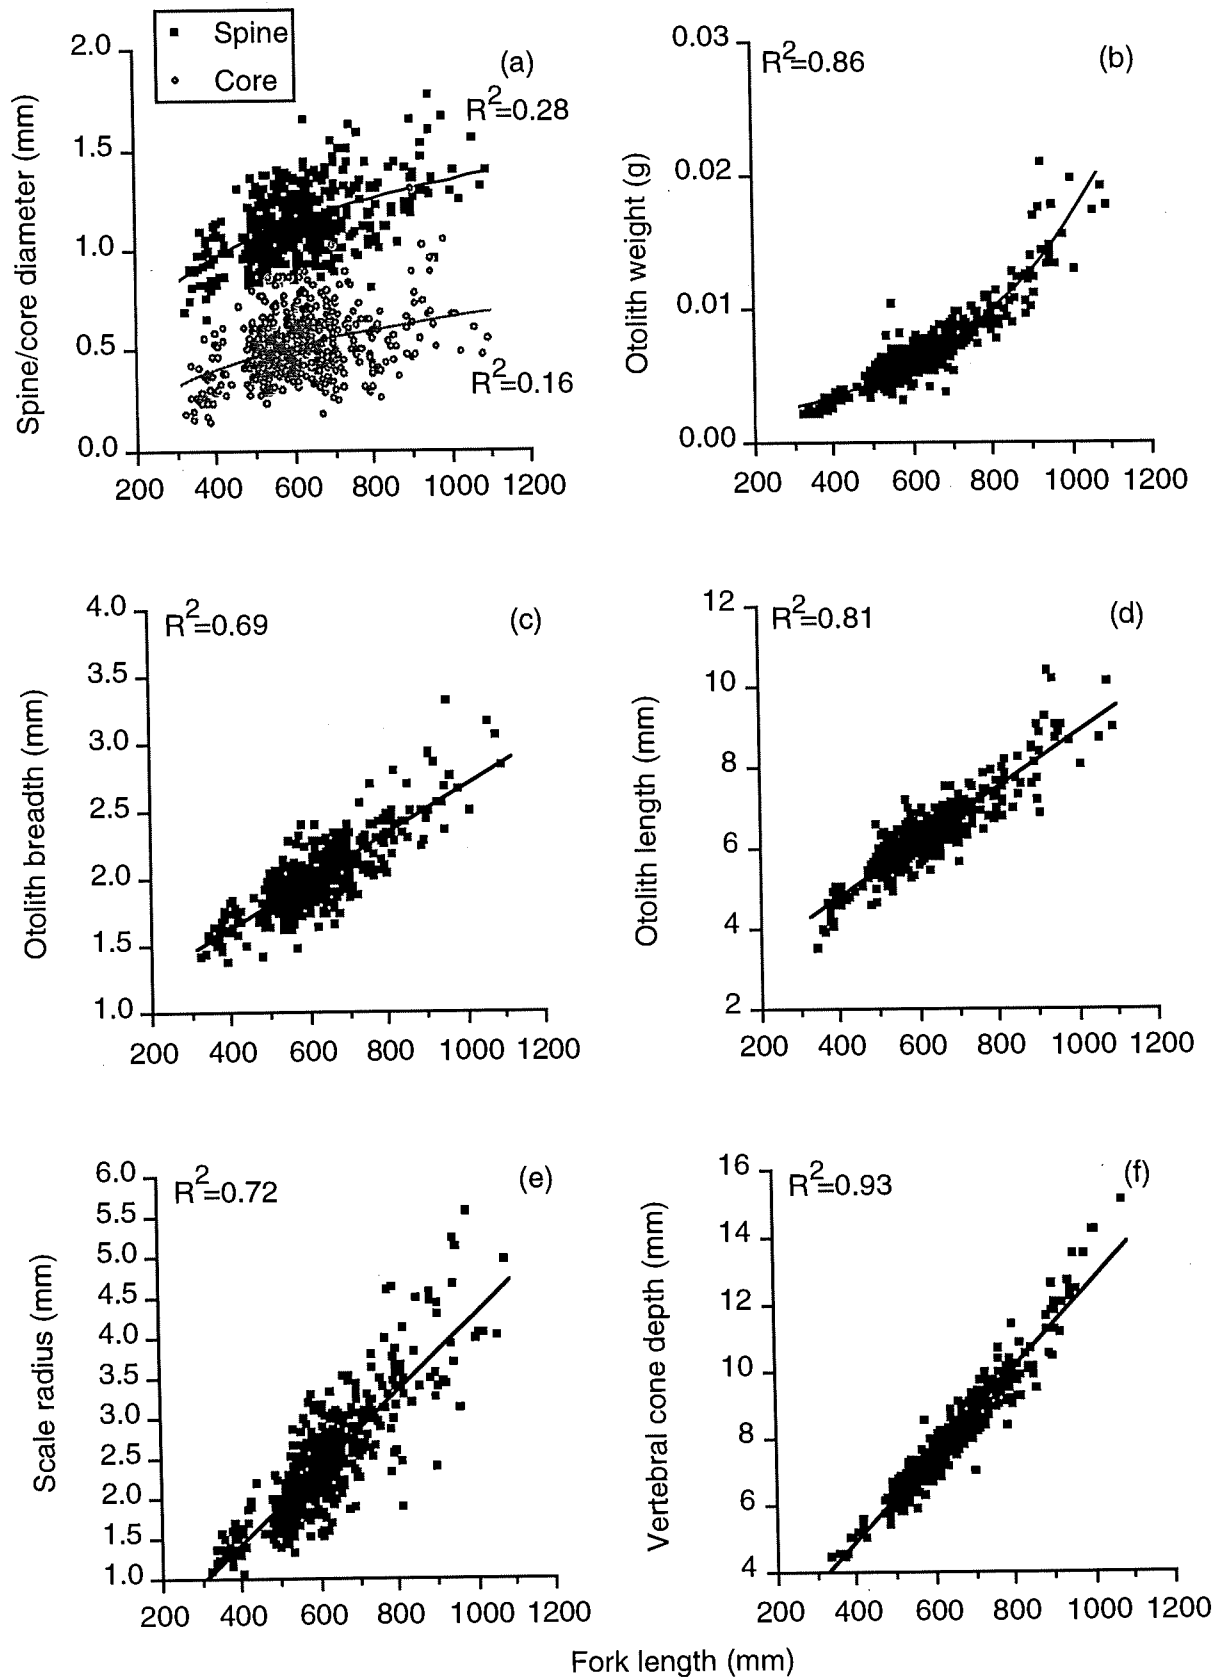 Spine
Core
(a)
R2=0.28
R2=0.16
2.0
1.5
1.0
0.5
0.0
Spine/core diameter (mm)
200 400 600 800 1000 1200
(b)
R2=0.86
0.03
0.02
0.01
0.00
Otolith weight (g)
200 400 600 800 1000 1200
(c)
R2=0.69
4.0
3.5
3.0
2.5
2.0
1.5
1.0
Otolith breadth (mm)
200 400 600 800 1000 1200
(d)
R2=0.81
12
10
8
6
4
2
Otolith length (mm)
200 400 600 800 1000 1200
(e)
R2=0.72
6.0
5.5
5.0
4.5
4.0
3.5
3.0
2.5
2.0
1.5
1.0
Scale radius (mm)
200 400 600 800 1000 1200
(f)
R2=0.93
16
14
12
10
8
6
4
Vertebral cone depth (mm)
200 400 600 800 1000 1200
Fork length (mm)